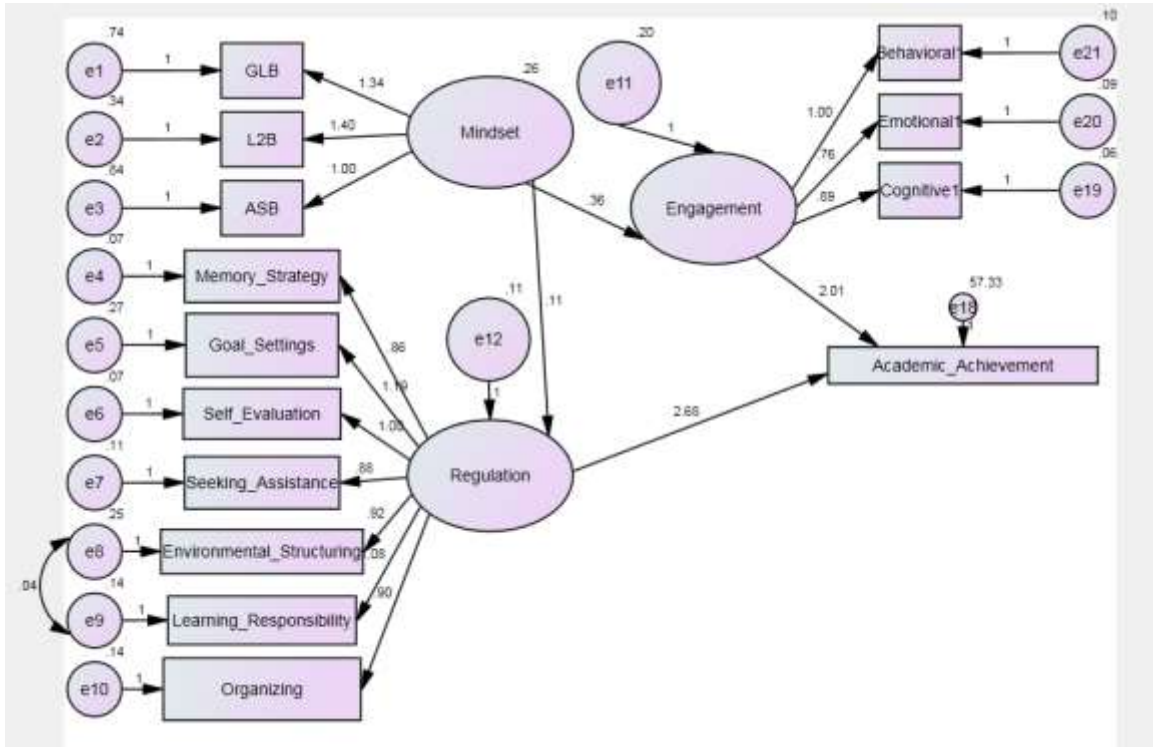 .74
e1
1
GLB
1.34
.34
e2
1
L2B
1.40
.64
e3
1
ASB
1.00
.26
Mindset
.20
e11
1
.36
Engagement
.10
Behavioral1
1
e21
1.00
.09
Emotional1
1
e20
.76
.06
Cognitive1
1
e19
.69
.07
e4
1
Memory_Strategy
.86
.27
e5
1
Goal_Settings
1.19
.07
e6
1
Self_Evaluation
1.00
.11
e7
1
Seeking_Assistance
.88
.25
e8
1
Environmental_Structuring
.92
.04
.14
e9
1
Learning_Responsibility
.08
.14
e10
1
Organizing
.90
.11
e12
1
.11
Regulation
2.01
57.33
e18
1
Academic_Achievement
2.68